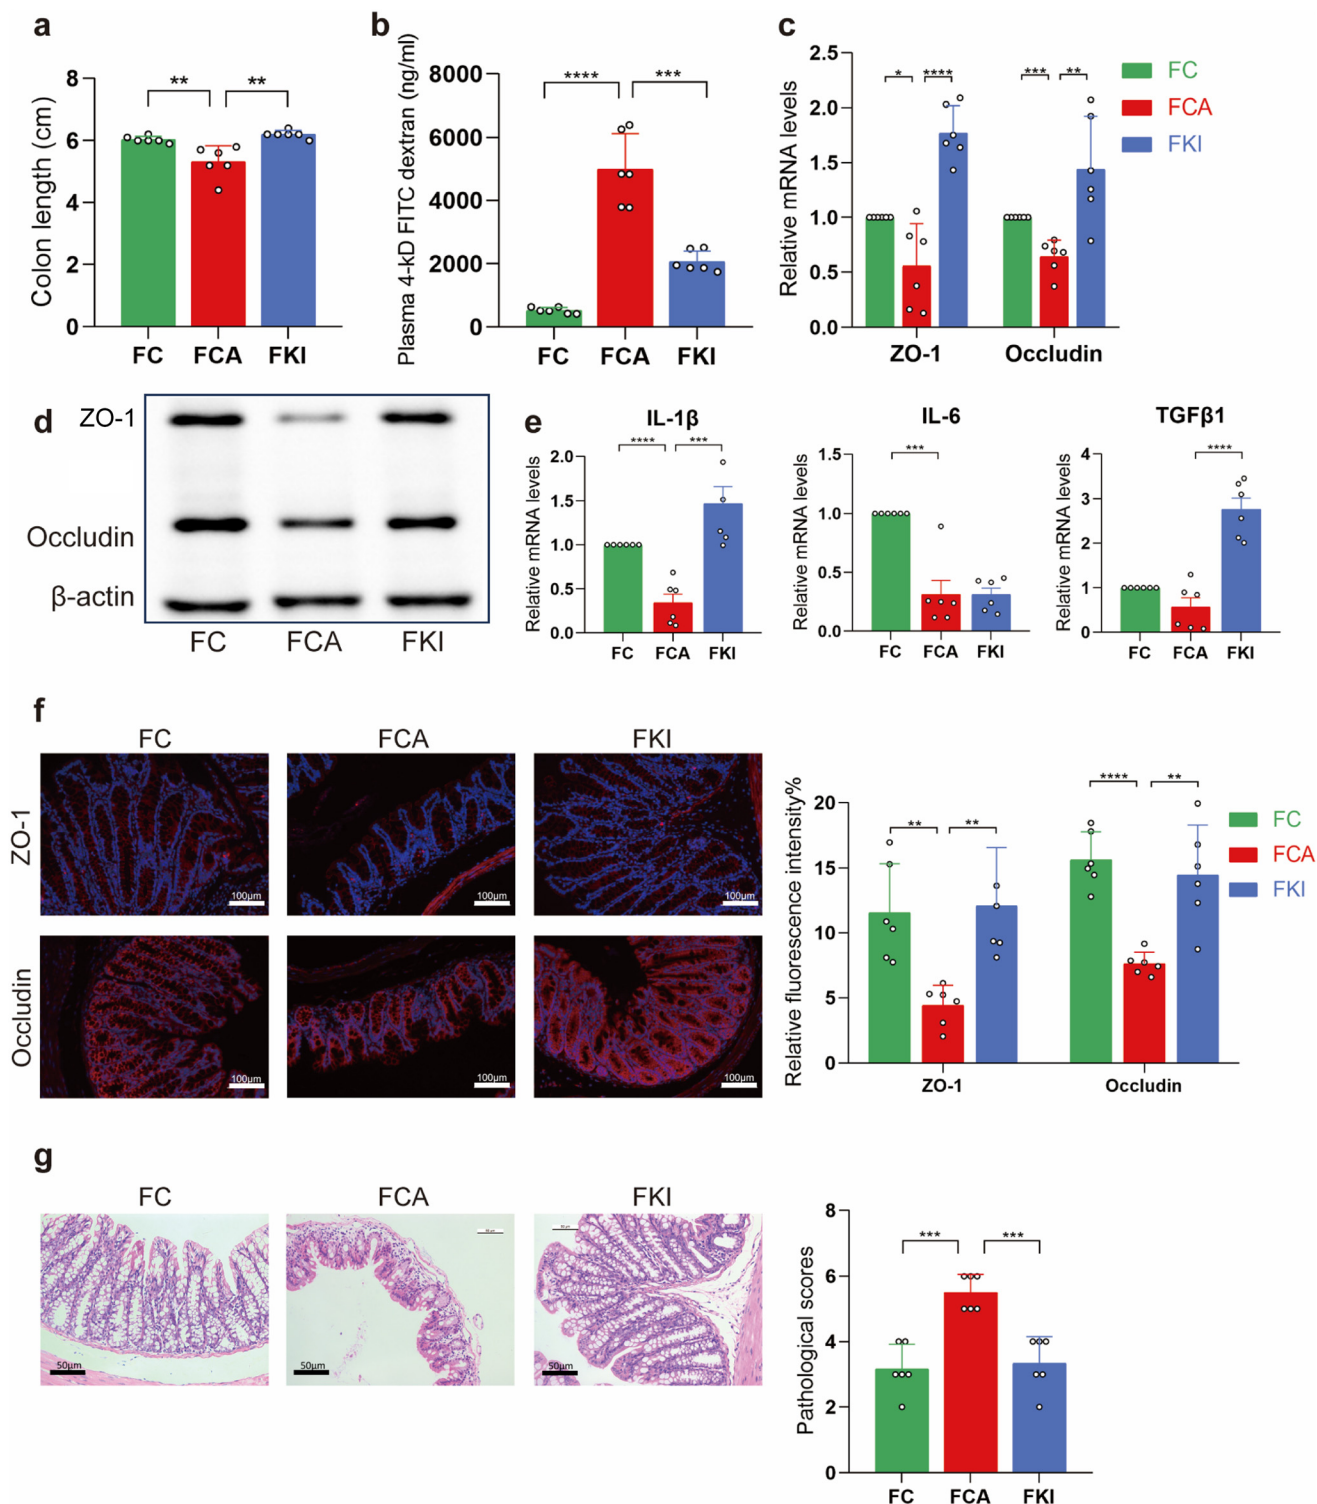 a
Colon length (cm)
8
6
4
2
0
** **
FC FCA FKI
b
Plasma 4-kD FITC dextran (ng/ml)
8000
6000
4000
2000
0
**** ***
FC FCA FKI
c
Relative mRNA levels
2.5
2.0
1.5
1.0
0.5
0.0
* **** *** **
ZO-1 Occludin
FC
FCA
FKI
d
ZO-1
Occludin
β-actin
FC FCA FKI
e
IL-1β
Relative mRNA levels
2.0
1.5
1.0
0.5
0.0
**** ***
FC FCA FKI
IL-6
Relative mRNA levels
1.5
1.0
0.5
0.0
***
FC FCA FKI
TGFβ1
Relative mRNA levels
4
3
2
1
0
****
FC FCA FKI
f
FC FCA FKI
ZO-1
100μm 100μm 100μm
Occludin
100μm 100μm 100μm
Relative fluorescence intensity%
20
15
10
5
0
** ** **** **
ZO-1 Occludin
FC
FCA
FKI
g
FC FCA FKI
50μm 50μm 50μm
Pathological scores
8
6
4
2
0
*** ***
FC FCA FKI